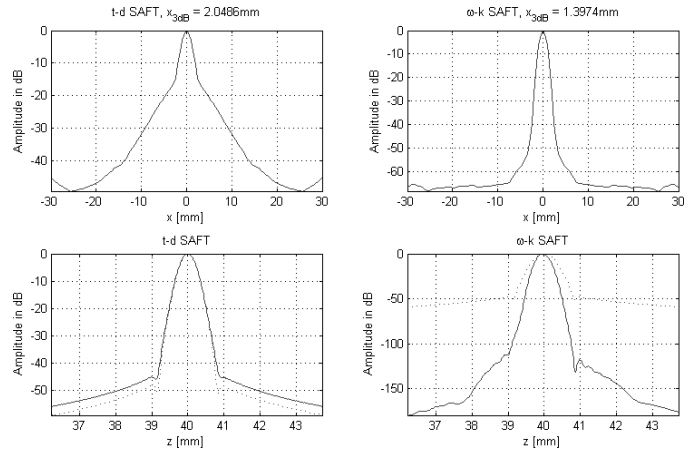 t-d SAFT, x3dB = 2.0486mm
Amplitude in dB
0
-10
-20
-30
-40
-30 -20 -10 0 10 20 30
x [mm]
ω-k SAFT, x3dB = 1.3974mm
Amplitude in dB
0
-10
-20
-30
-40
-50
-60
-30 -20 -10 0 10 20 30
x [mm]
t-d SAFT
Amplitude in dB
0
-10
-20
-30
-40
-50
37 38 39 40 41 42 43
z [mm]
ω-k SAFT
Amplitude in dB
0
-50
-100
-150
37 38 39 40 41 42 43
z [mm]